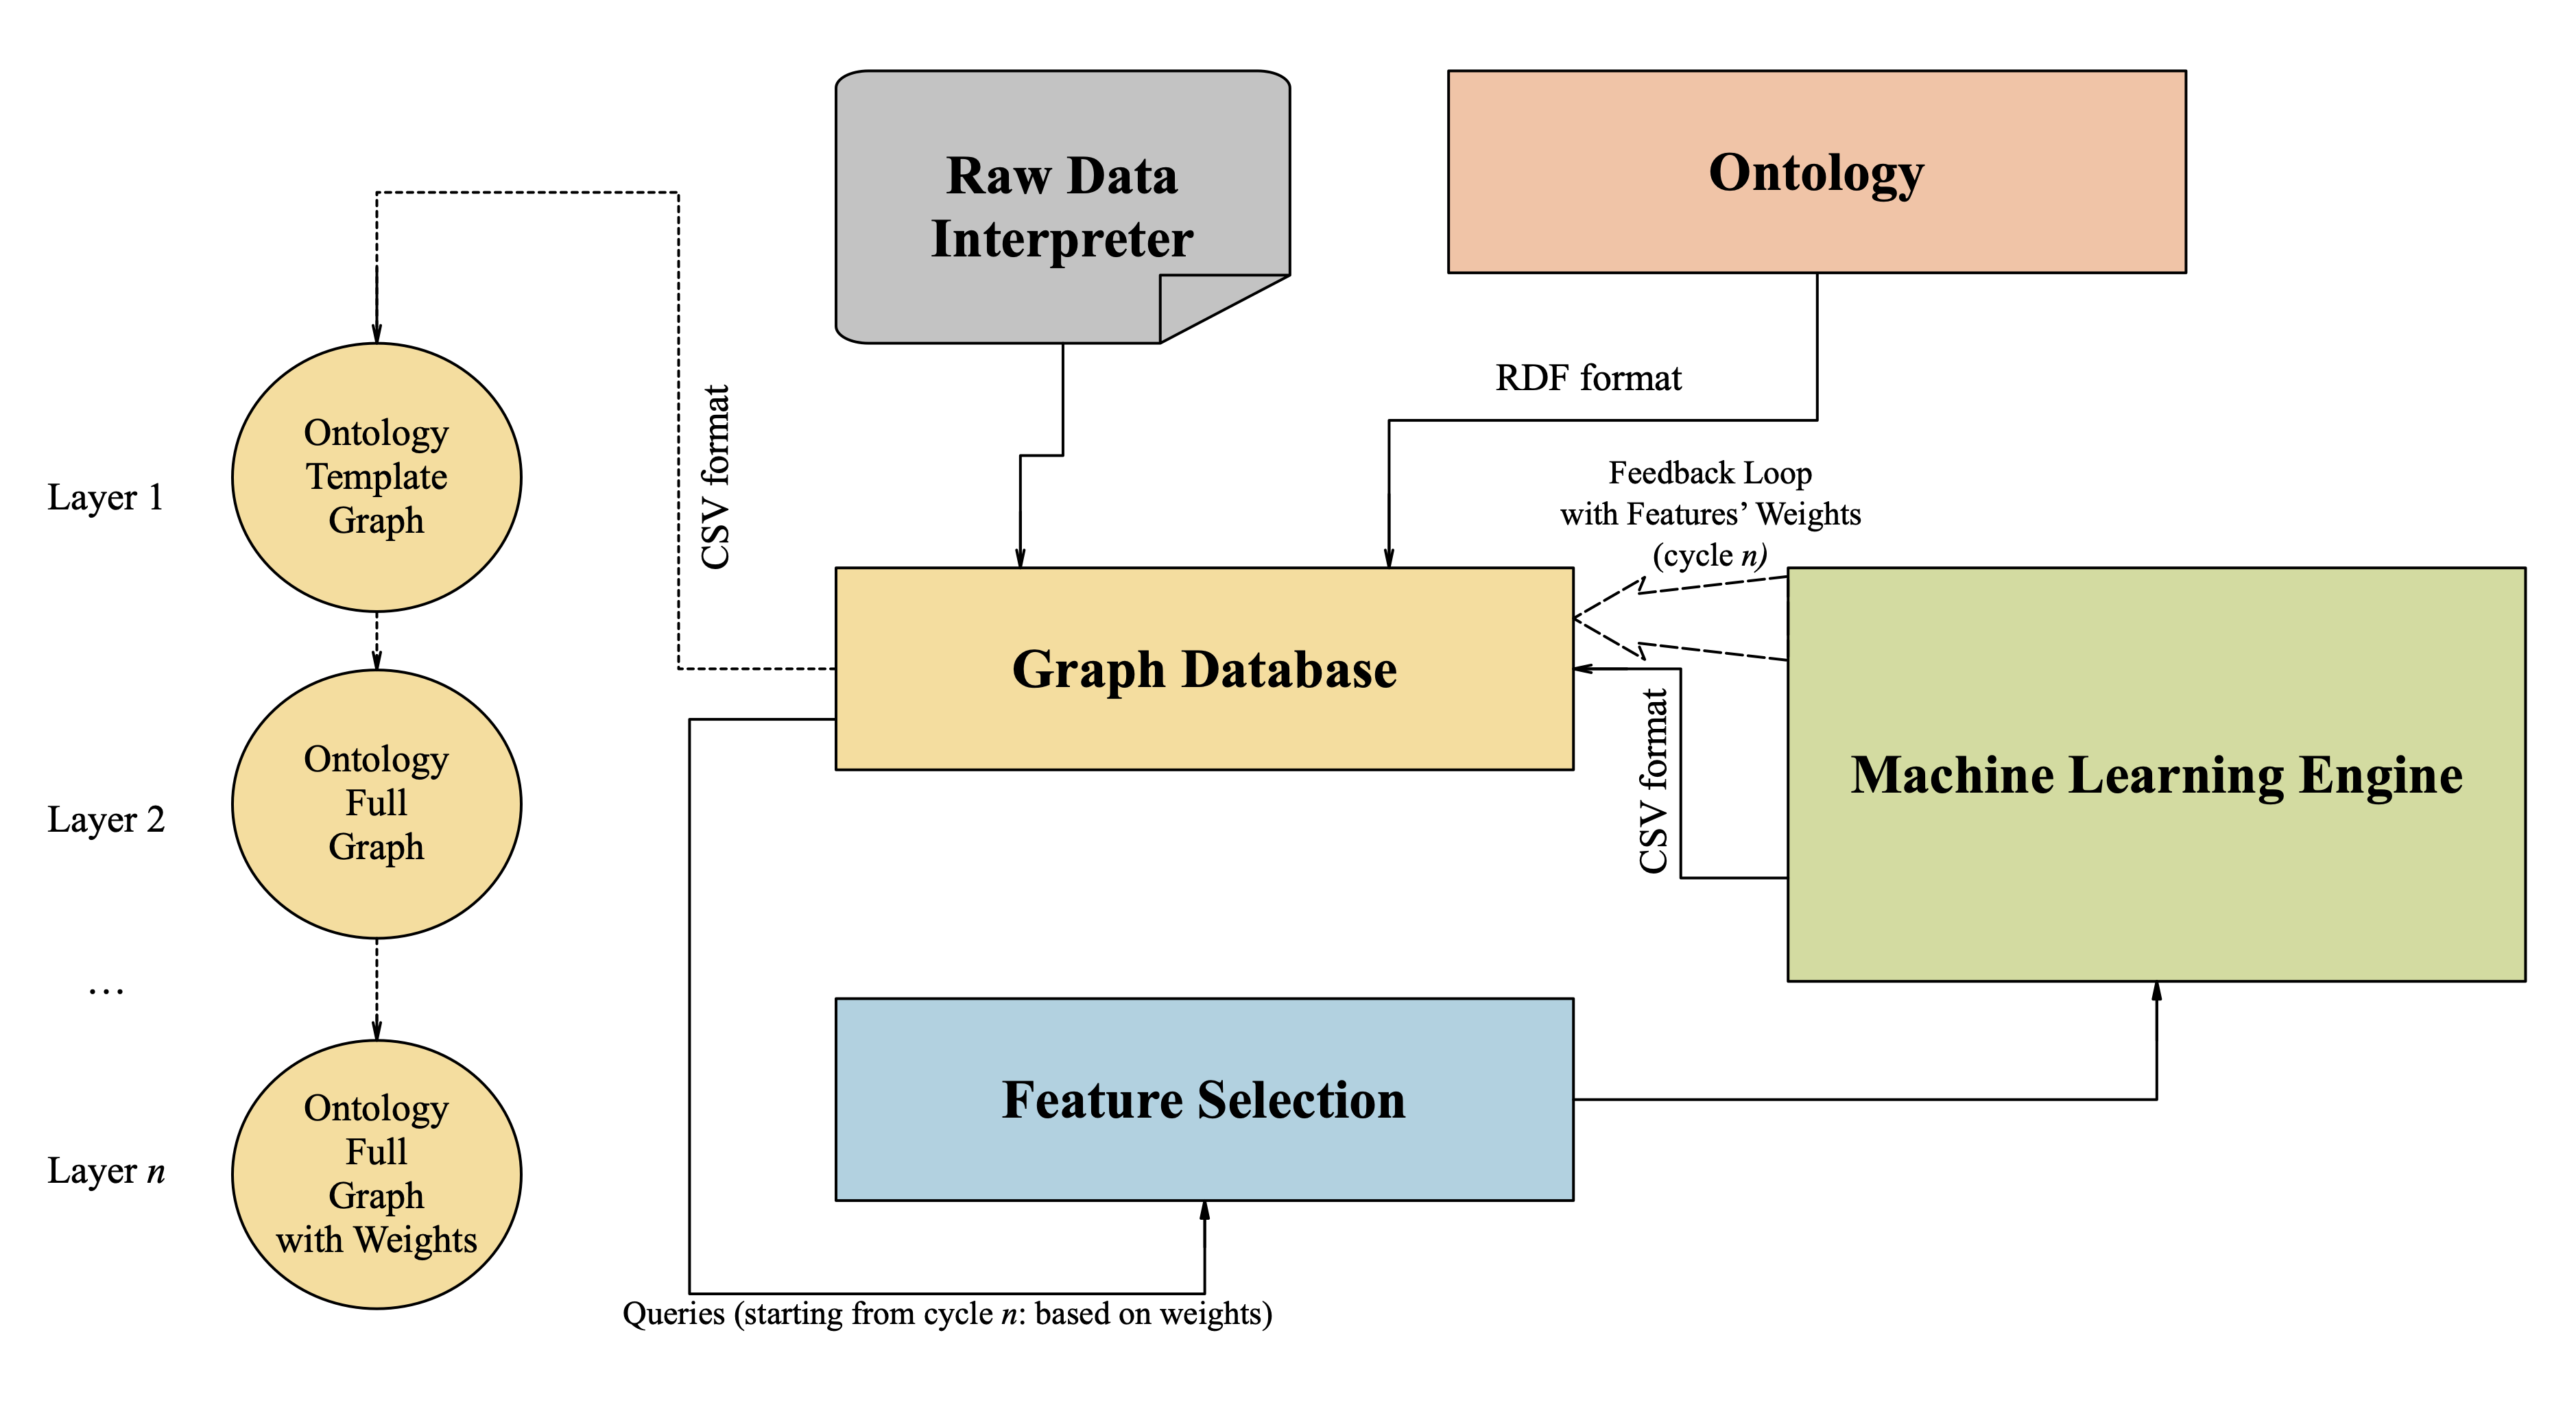 Raw Data
Interpreter
Ontology
RDF format
CSV format
Feedback Loop
with Features’ Weights
(cycle n)
Layer 1
Ontology
Template
Graph
Graph Database
CSV format
Machine Learning Engine
Layer 2
Ontology
Full
Graph
…
Feature Selection
Layer n
Ontology
Full
Graph
with Weights
Queries (starting from cycle n: based on weights)